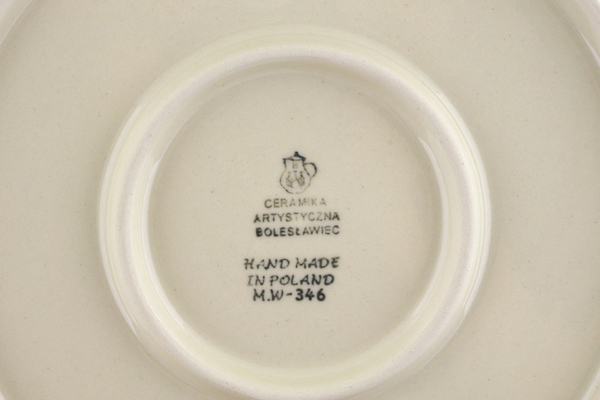 CERAMIKA
ARTYSTYCZNA
BOLESŁAWIEC
HAND MADE
IN POLAND
M.W-346